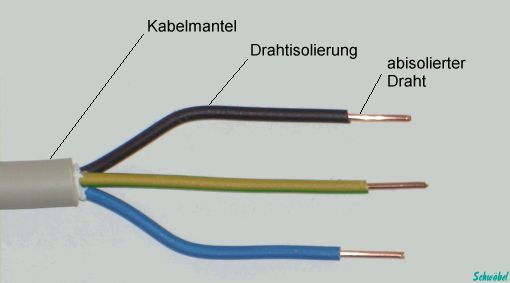 Kabelmantel
Drahtisolierung
abisolierter
Draht
Schwöbel